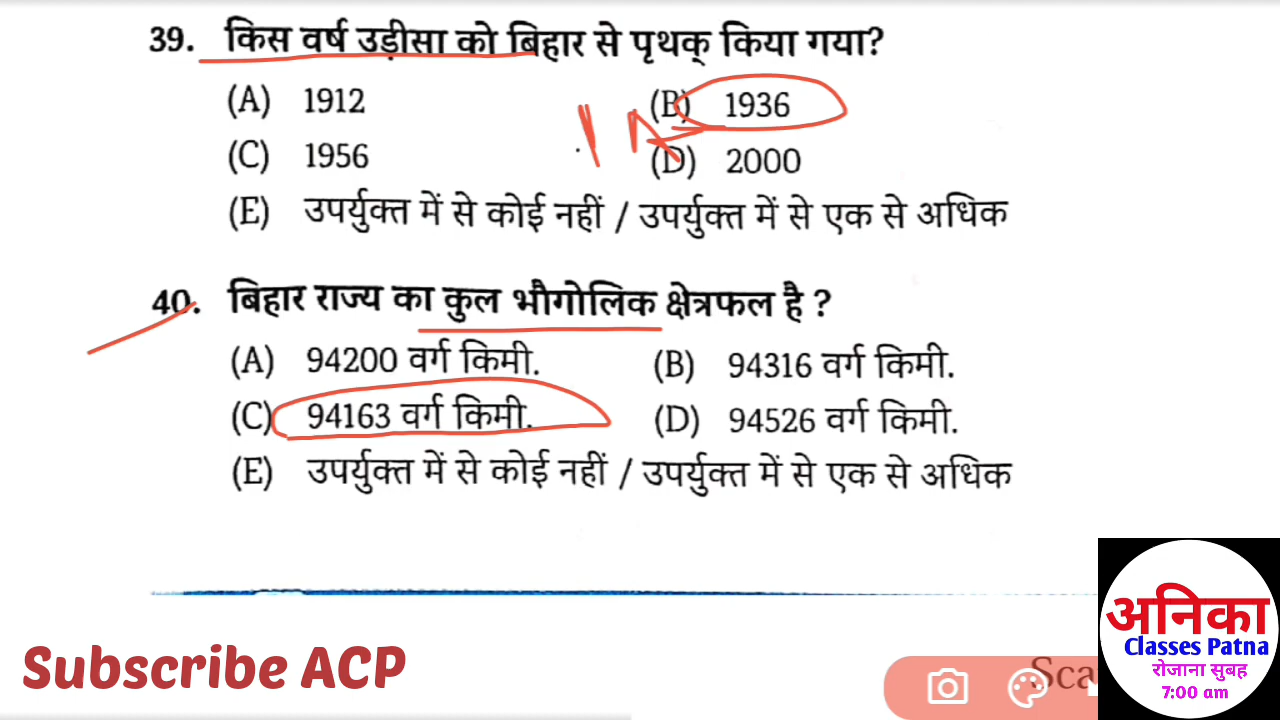 39. किस वर्ष उड़ीसा को बिहार से पृथक् किया गया?
(A) 1912 (B) 1936
(C) 1956 (D) 2000
(E) उपर्युक्त में से कोई नहीं / उपर्युक्त में से एक से अधिक
40. बिहार राज्य का कुल भौगोलिक क्षेत्रफल है ?
(A) 94200 वर्ग किमी. (B) 94316 वर्ग किमी.
(C) 94163 वर्ग किमी. (D) 94526 वर्ग किमी.
(E) उपर्युक्त में से कोई नहीं / उपर्युक्त में से एक से अधिक
Subscribe ACP
अनिका
Classes Patna
रोजाना सुबह
7:00 am